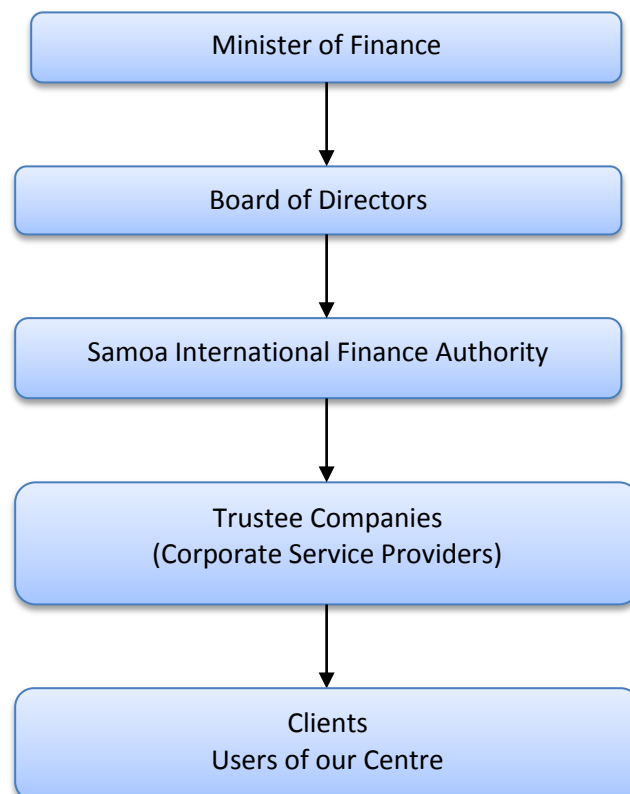 Minister of Finance
Board of Directors
Samoa International Finance Authority
Trustee Companies
(Corporate Service Providers)
Clients
Users of our Centre